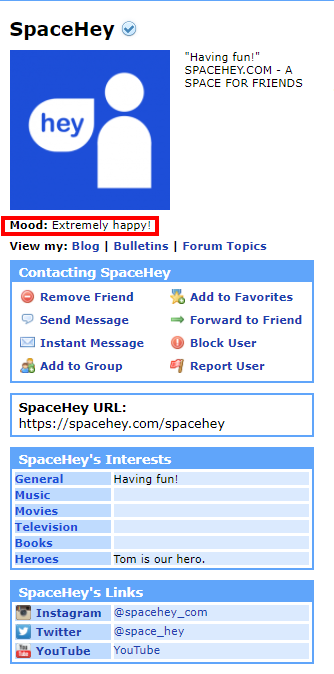 SpaceHey
hey
"Having fun!"
SPACEHEY.COM - A
SPACE FOR FRIENDS
Mood: Extremely happy!
View my: Blog | Bulletins | Forum Topics
Contacting SpaceHey
Remove Friend Add to Favorites
Send Message Forward to Friend
Instant Message Block User
Add to Group Report User
SpaceHey URL:
https://spacehey.com/spacehey
SpaceHey's Interests
General Having fun!
Music
Movies
Television
Books
Heroes Tom is our hero.
SpaceHey's Links
Instagram @spacehey_com
Twitter @space_hey
YouTube YouTube